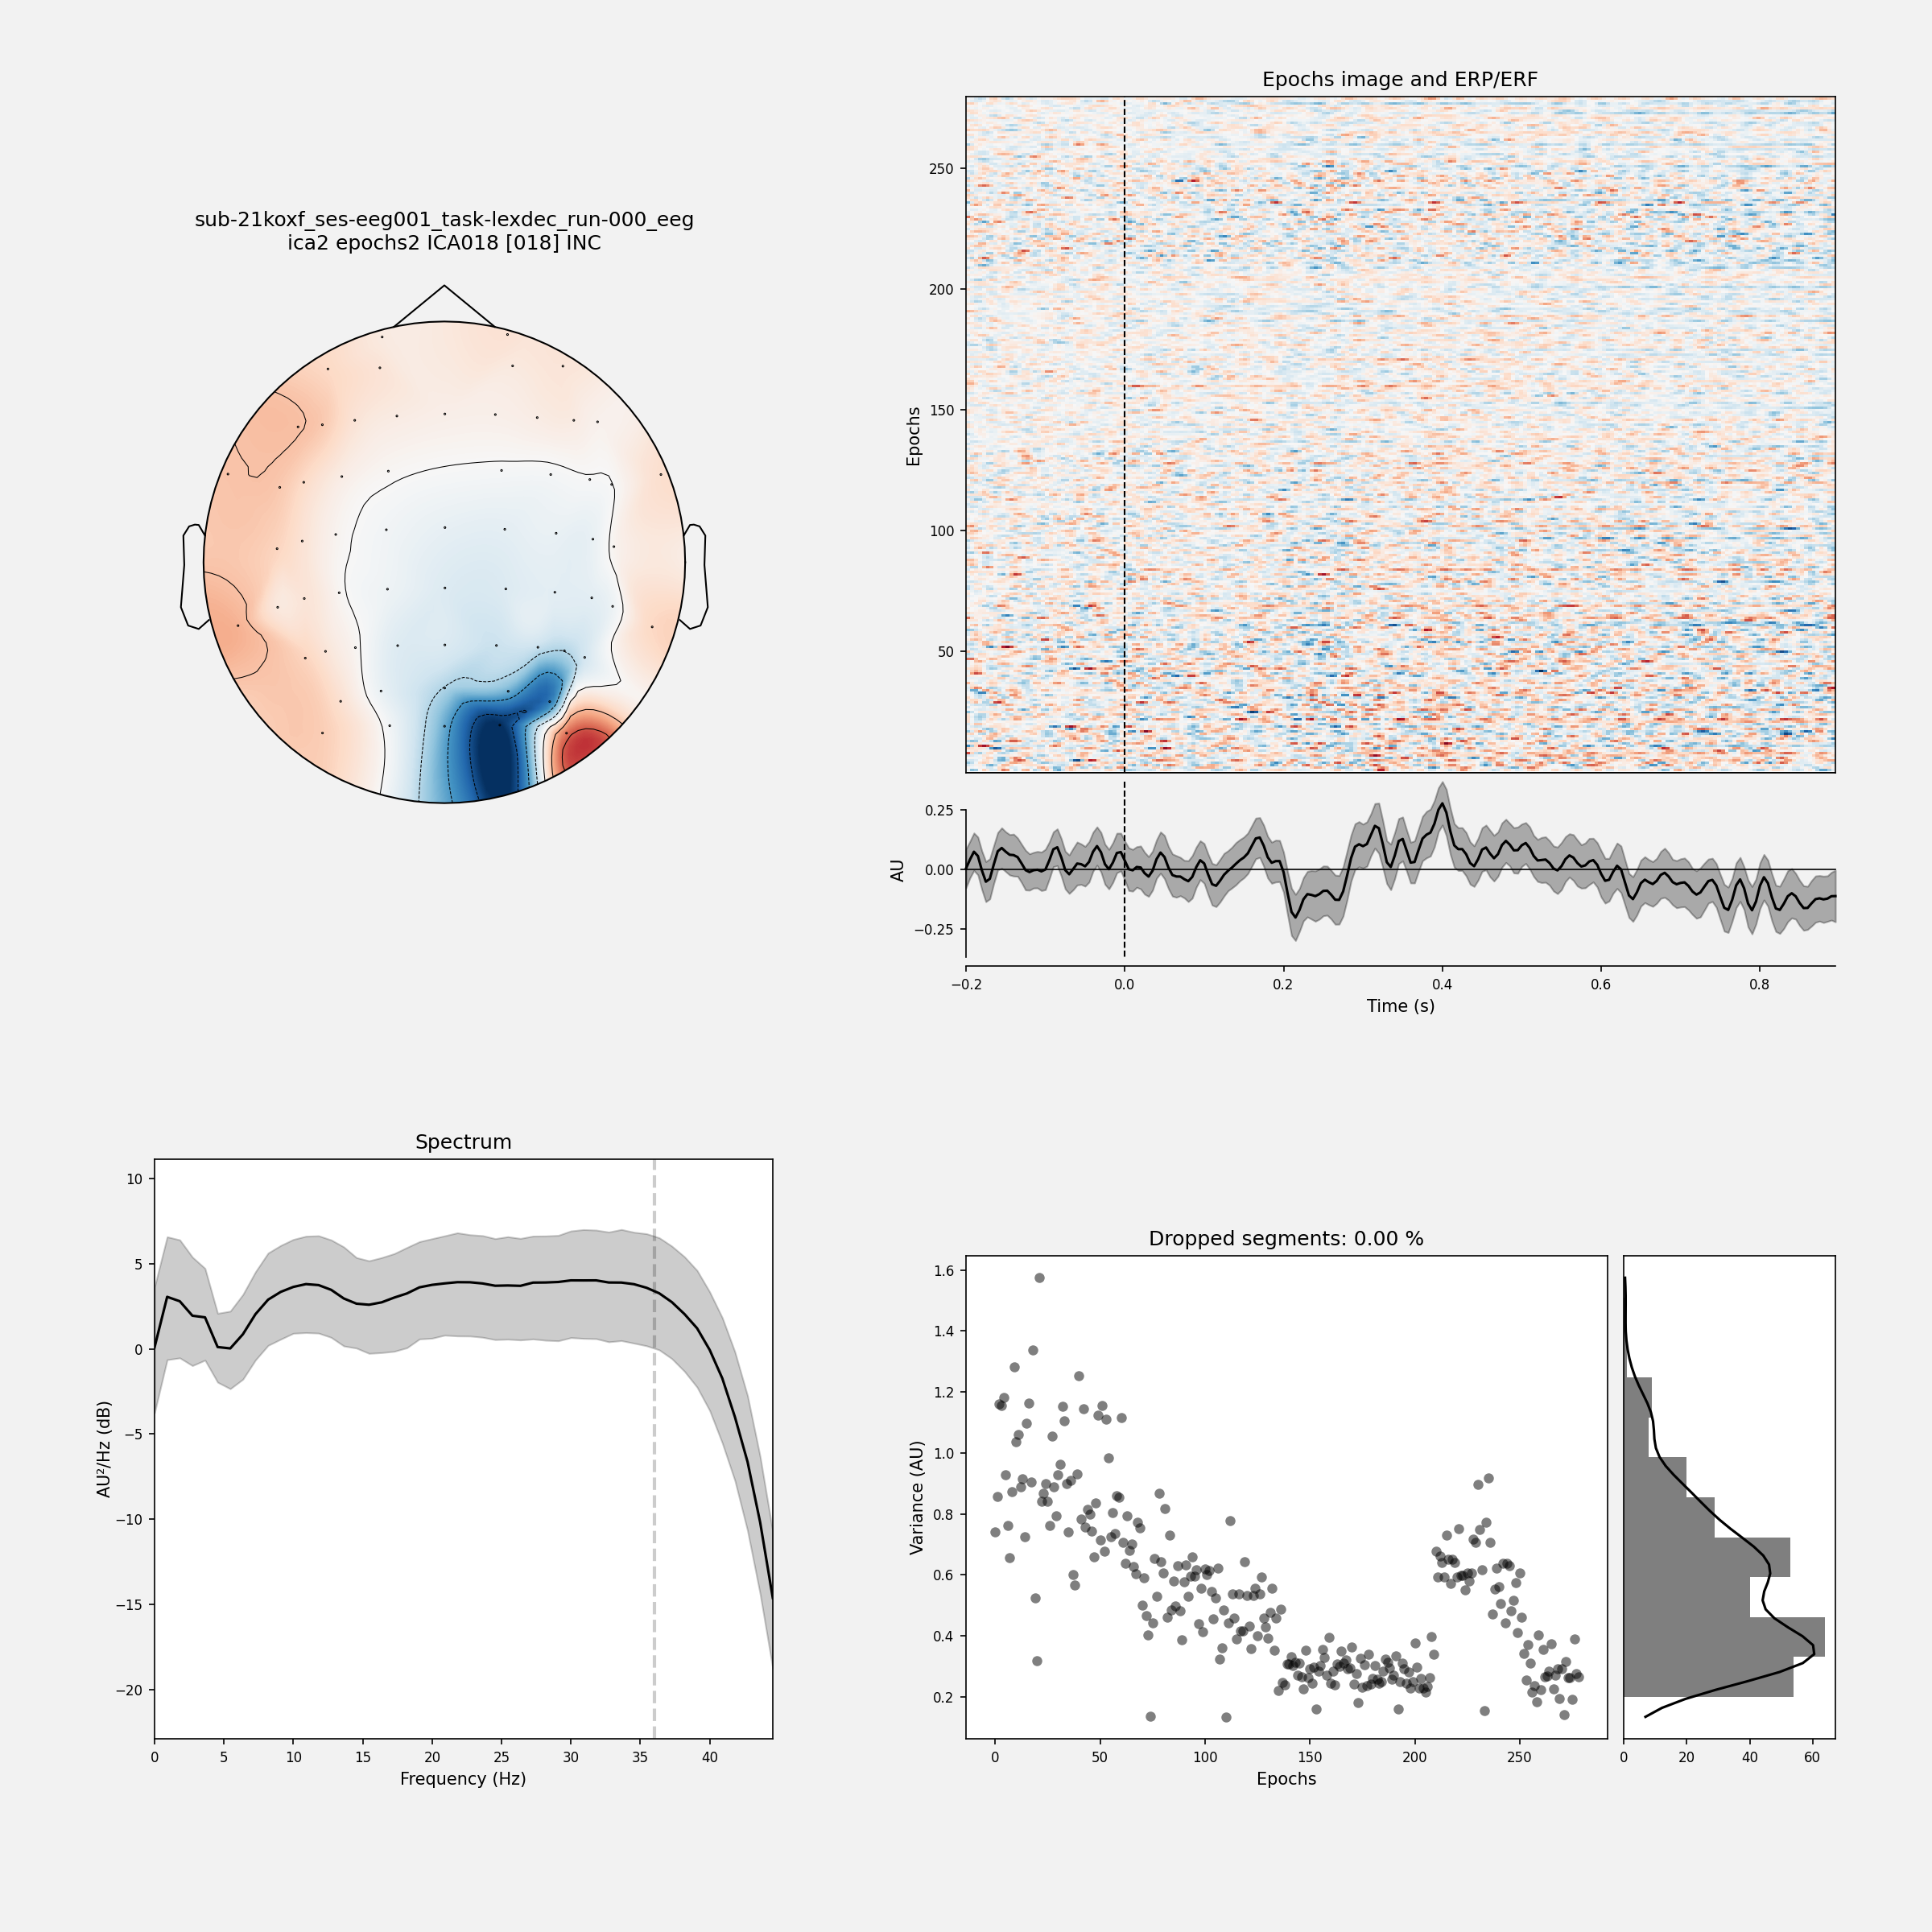 sub-21koxf_ses-eeg001_task-lexdec_run-000_eeg
ica2 epochs2 ICA018 [018] INC
Epochs image and ERP/ERF
Epochs
250
200
150
100
50
AU
0.25
0.00
−0.25
−0.2 0.0 0.2 0.4 0.6 0.8
Time (s)
Spectrum
AU²/Hz (dB)
10
5
0
−5
−10
−15
−20
0 5 10 15 20 25 30 35 40
Frequency (Hz)
Dropped segments: 0.00 %
Variance (AU)
1.6
1.4
1.2
1.0
0.8
0.6
0.4
0.2
0 50 100 150 200 250
Epochs
0 20 40 60